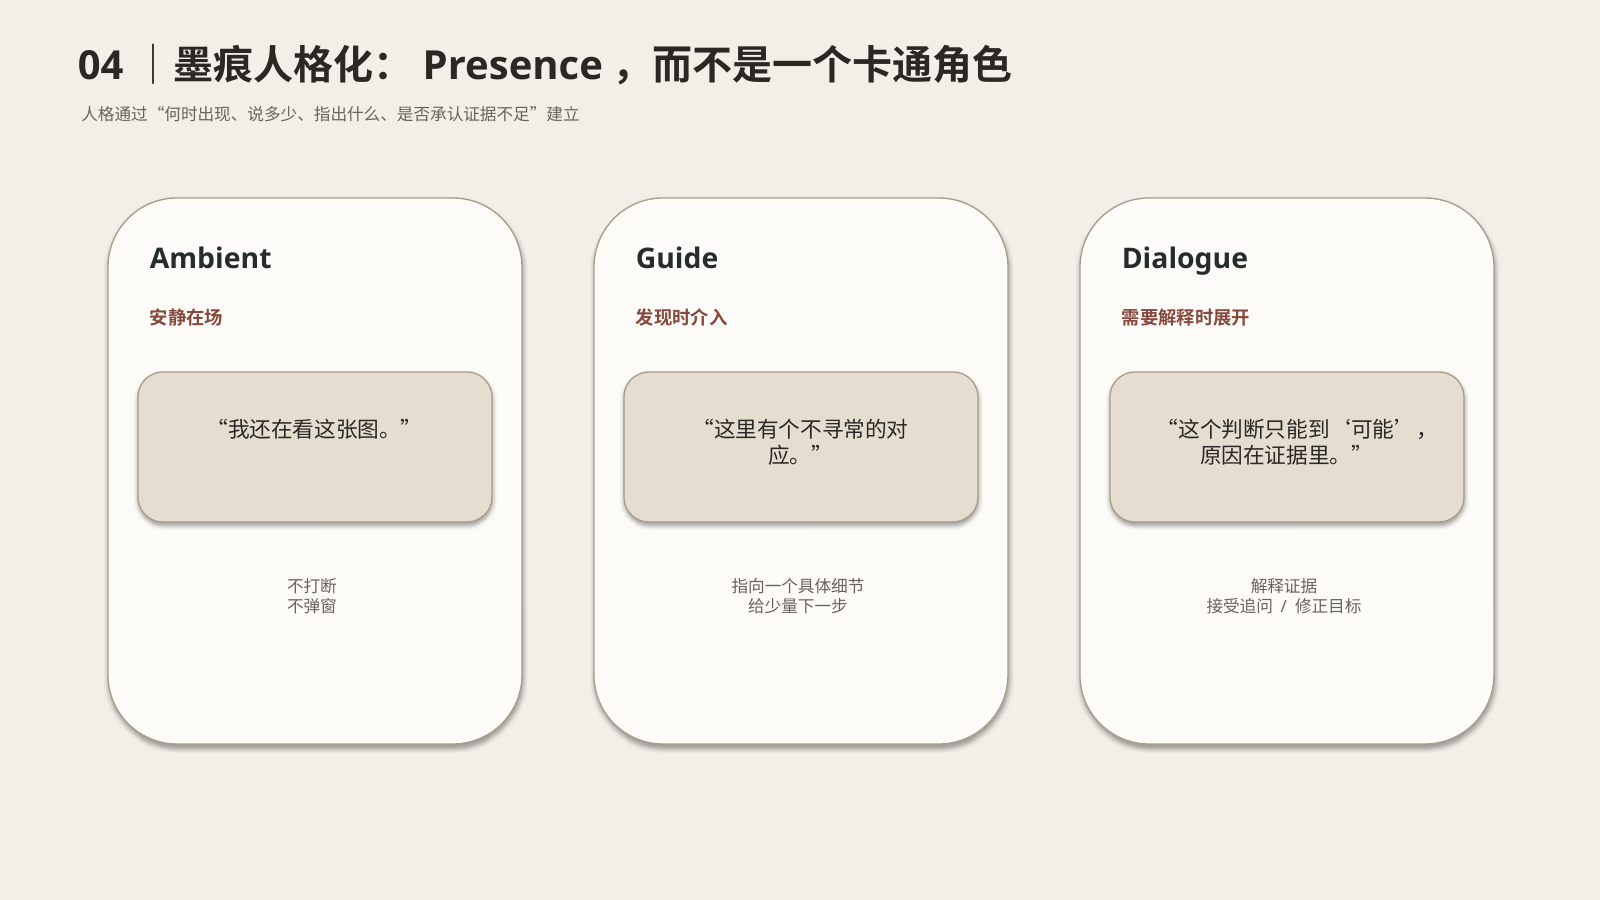 04 ｜墨痕人格化： Presence ，而不是一个卡通角色
人格通过“何时出现、说多少、指出什么、是否承认证据不足”建立
Ambient
安静在场
“我还在看这张图。”
不打断
不弹窗
Guide
发现时介入
“这里有个不寻常的对
应。”
指向一个具体细节
给少量下一步
Dialogue
需要解释时展开
“这个判断只能到‘可能’，
原因在证据里。”
解释证据
接受追问 / 修正目标